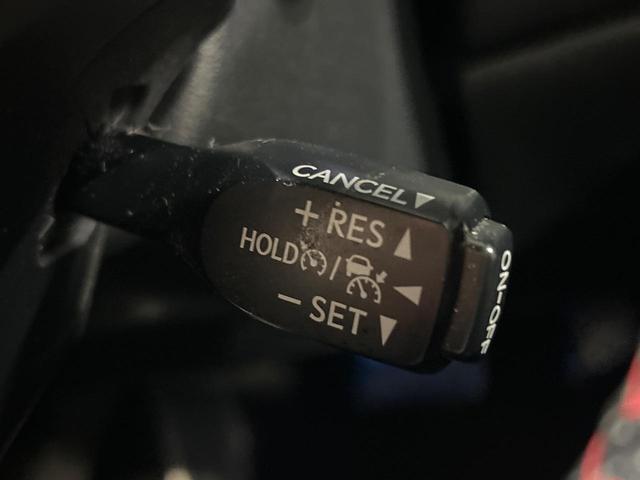 CANCEL▼
+ RES ▲
HOLD / ◀
− SET ▼
ON-OFF